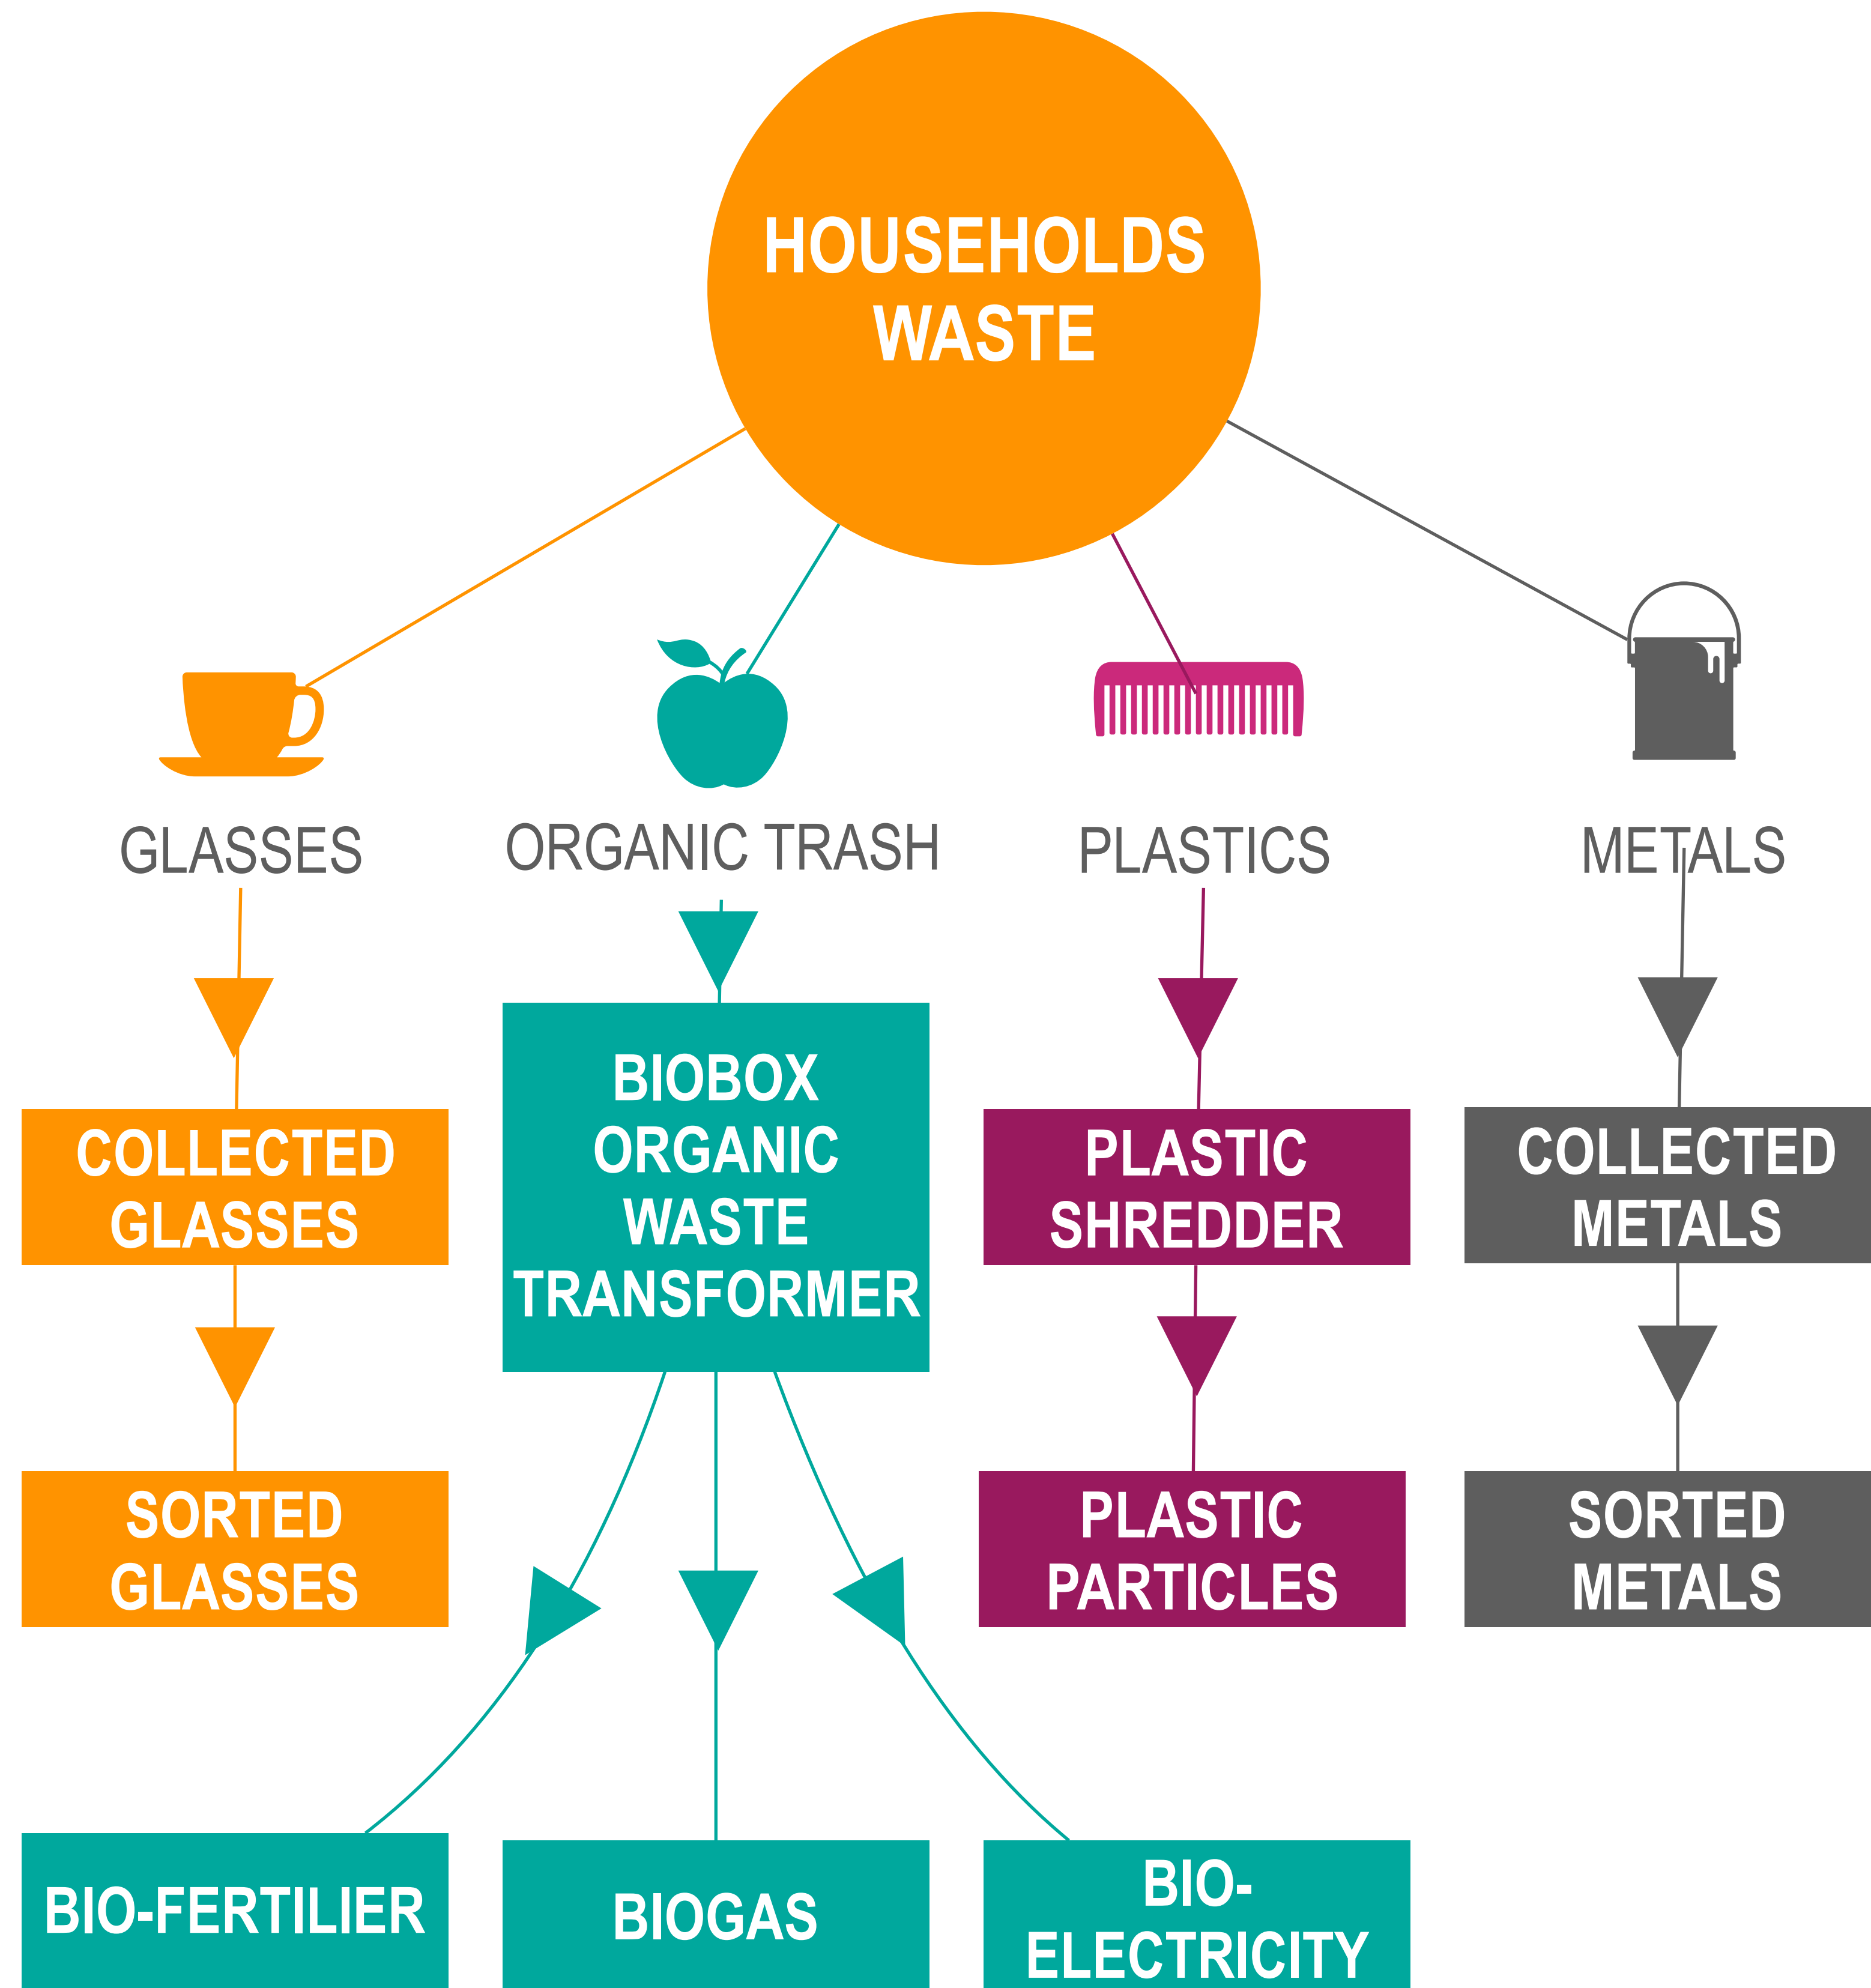 HOUSEHOLDS
WASTE
GLASSES
ORGANIC TRASH
PLASTICS
METALS
COLLECTED
GLASSES
BIOBOX
ORGANIC
WASTE
TRANSFORMER
PLASTIC
SHREDDER
COLLECTED
METALS
SORTED
GLASSES
PLASTIC
PARTICLES
SORTED
METALS
BIO-FERTILIER
BIOGAS
BIO-
ELECTRICITY